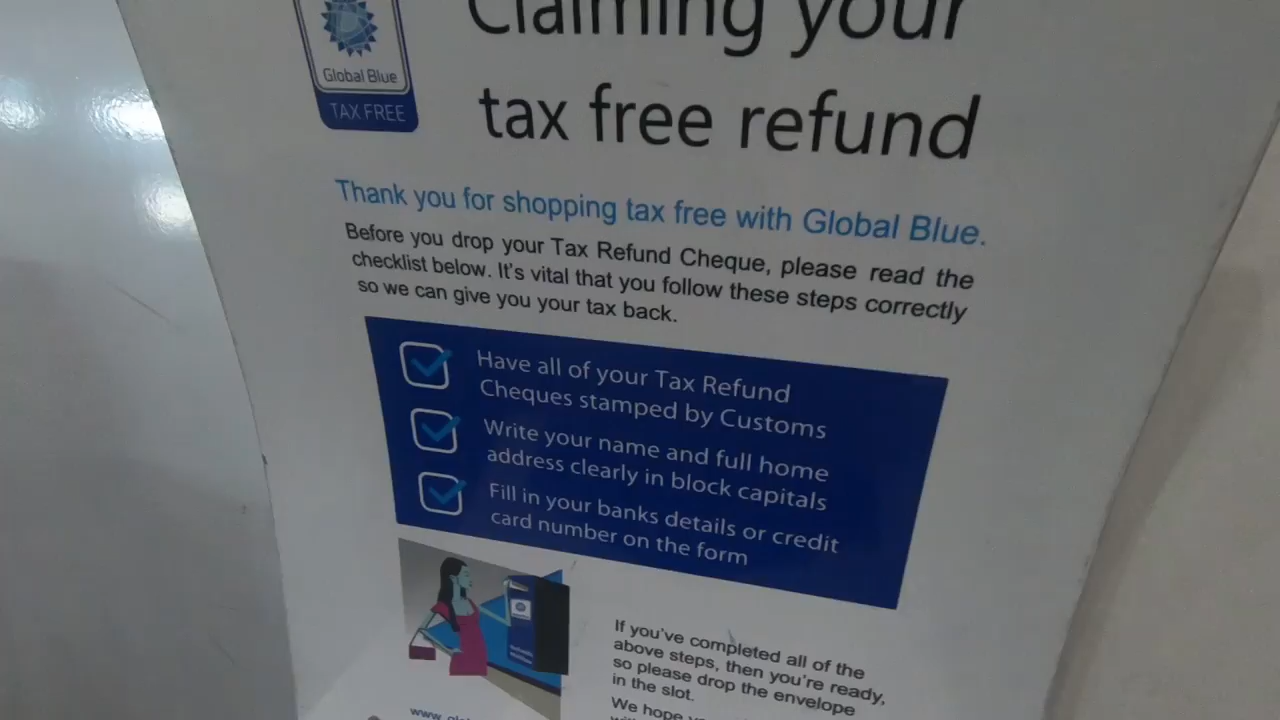 Global Blue
TAX FREE
Claiming your
tax free refund
Thank you for shopping tax free with Global Blue.
Before you drop your Tax Refund Cheque, please read the
checklist below. It's vital that you follow these steps correctly
so we can give you your tax back.
Have all of your Tax Refund
Cheques stamped by Customs
Write your name and full home
address clearly in block capitals
Fill in your banks details or credit
card number on the form
If you've completed all of the
above steps, then you're ready,
so please drop the envelope
in the slot.
We hope